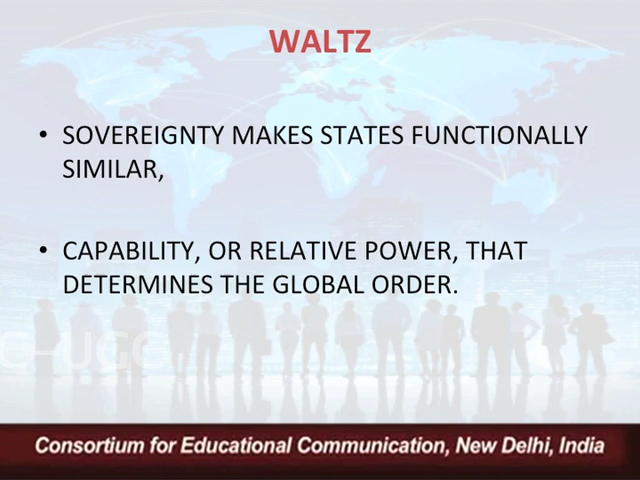 WALTZ
• SOVEREIGNTY MAKES STATES FUNCTIONALLY
SIMILAR,
• CAPABILITY, OR RELATIVE POWER, THAT
DETERMINES THE GLOBAL ORDER.
C-UGC
Consortium for Educational Communication, New Delhi, India